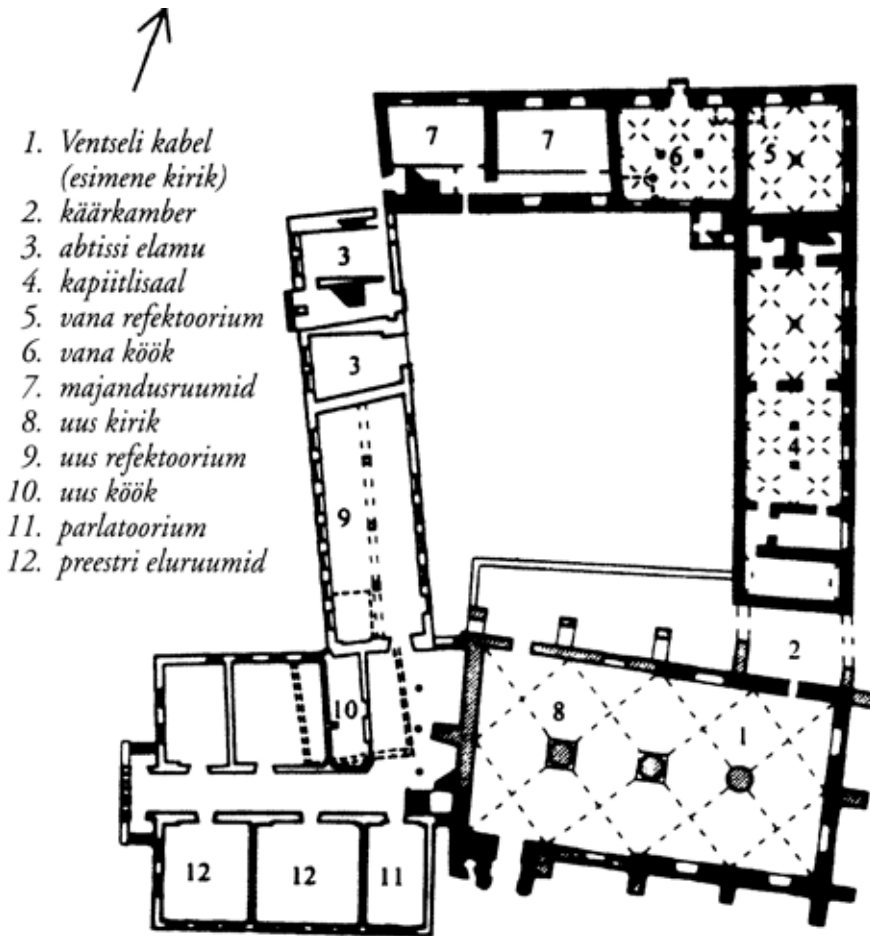 1. Ventseli kabel
(esimene kirik)
2. käärkamber
3. abtissi elamu
4. kapiitlisaal
5. vana refektoorium
6. vana köök
7. majandusruumid
8. uus kirik
9. uus refektoorium
10. uus köök
11. parlatoorium
12. preestri eluruumid
7
7
6
5
3
3
4
9
2
10
8
1
12
12
11